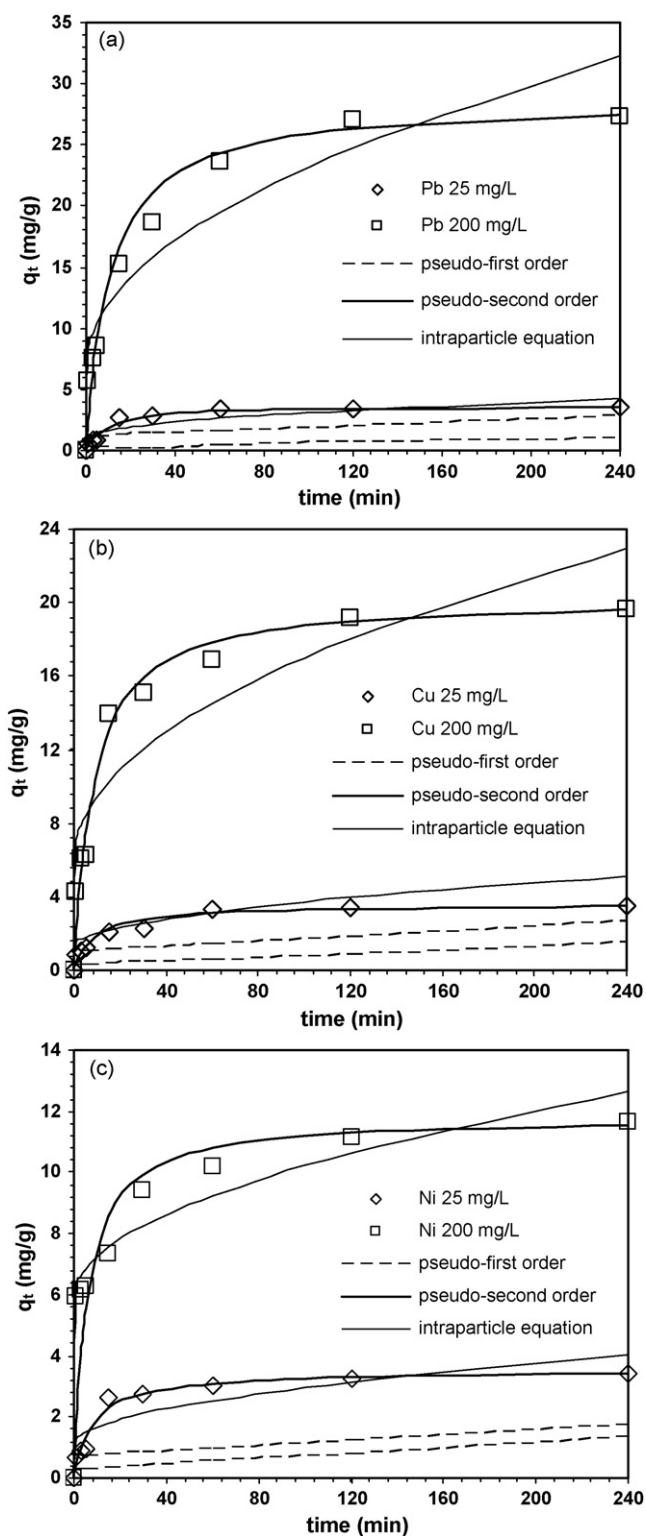 (a)
35
30
25
20
15
10
5
0
qt (mg/g)
Pb 25 mg/L
Pb 200 mg/L
pseudo-first order
pseudo-second order
intraparticle equation
0 40 80 120 160 200 240
time (min)
(b)
24
20
16
12
8
4
0
qt (mg/g)
Cu 25 mg/L
Cu 200 mg/L
pseudo-first order
pseudo-second order
intraparticle equation
0 40 80 120 160 200 240
time (min)
(c)
14
12
10
8
6
4
2
0
qt (mg/g)
Ni 25 mg/L
Ni 200 mg/L
pseudo-first order
pseudo-second order
intraparticle equation
0 40 80 120 160 200 240
time (min)